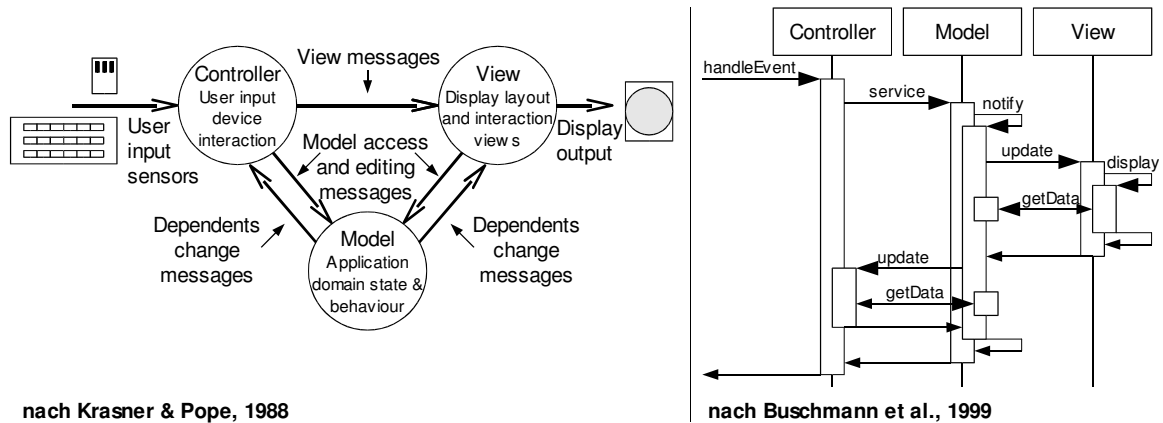 View messages
Controller
User input
device
interaction
View
Display layout
and interaction
view s
User
input
sensors
Display
output
Model access
and editing
messages
Dependents
change
messages
Dependents
change
messages
Model
Application
domain state &
behaviour
nach Krasner & Pope, 1988
Controller
Model
View
handleEvent
service
notify
update
display
getData
update
getData
nach Buschmann et al., 1999